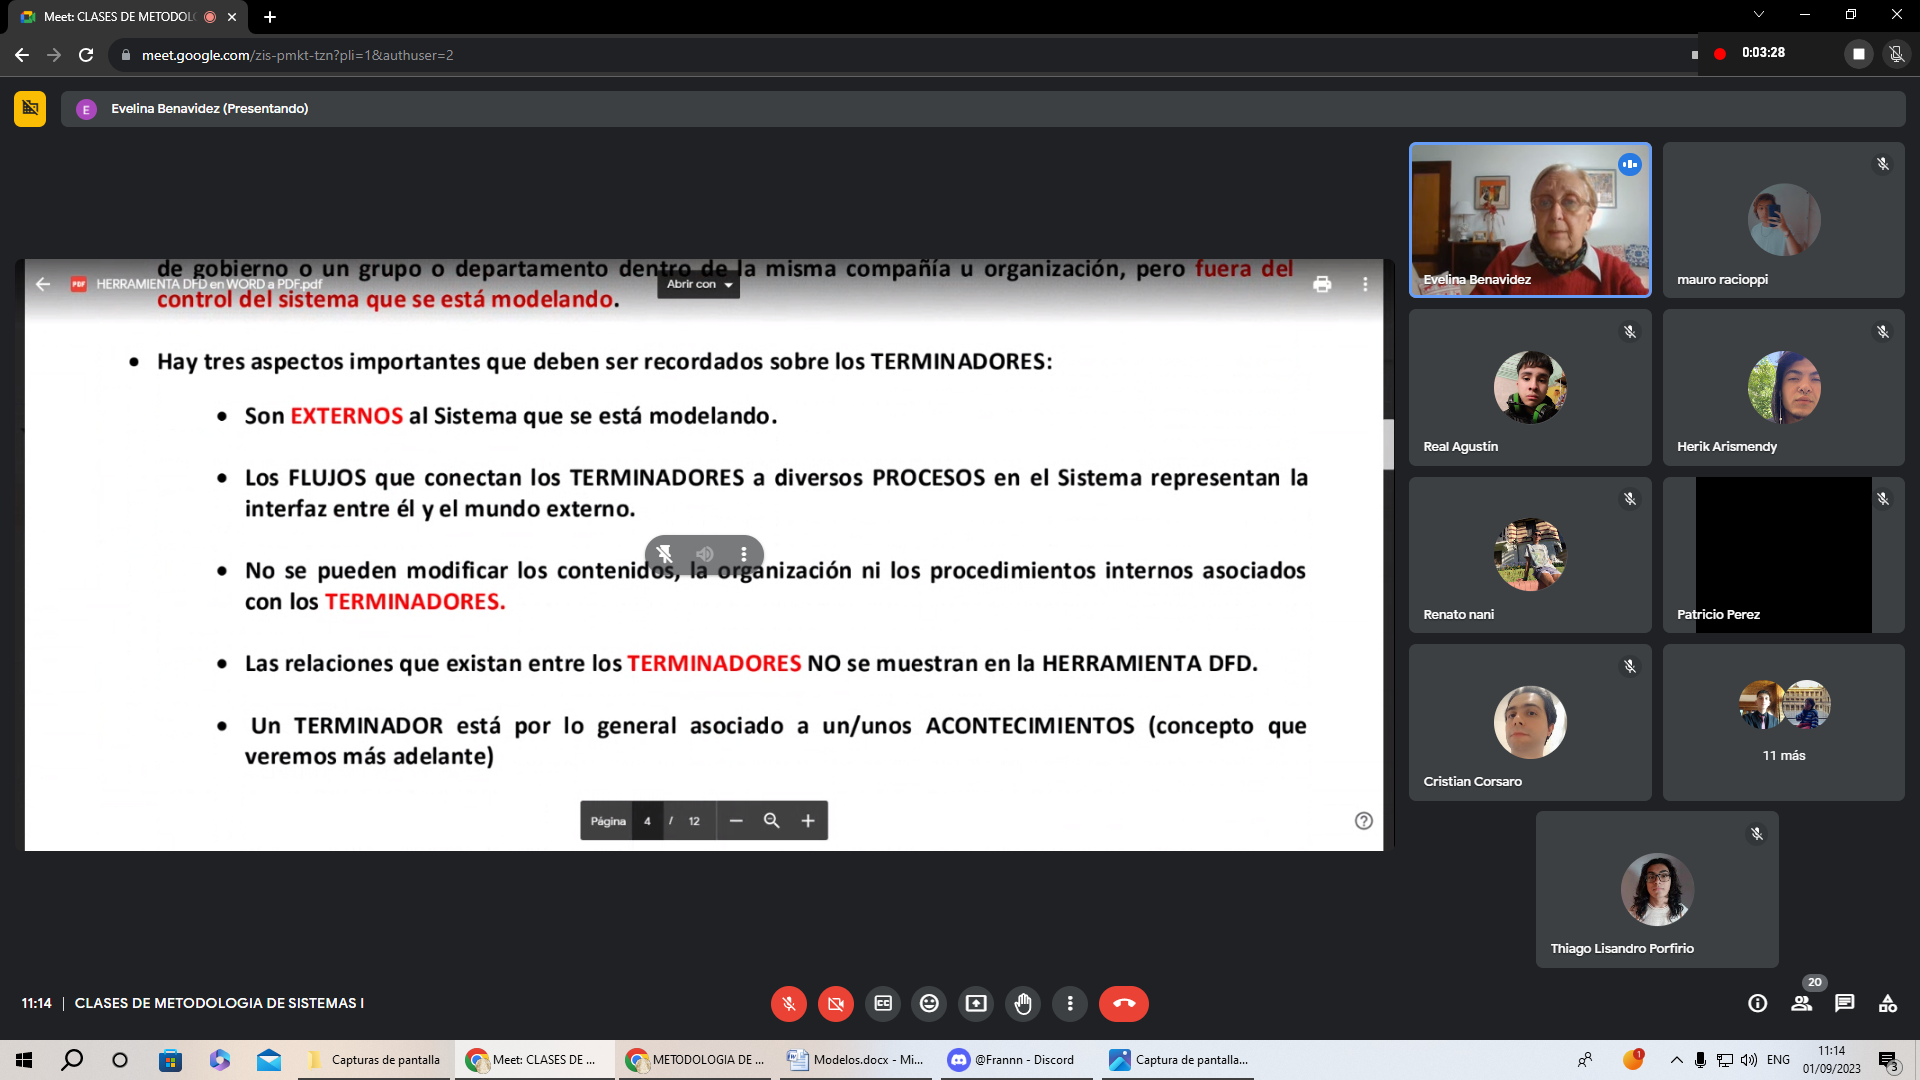 Meet: CLASES DE METODOL
meet.google.com/zis-pmkt-tzn?pli=1&authuser=2
0:03:28
E
Evelina Benavidez (Presentando)
de gobierno o un grupo o departamento dentro de la misma compañía u organización, pero fuera del
HERRAMIENTA DFD en WORD a PDF.pdf
Abrir con
control del sistema que se está modelando.
• Hay tres aspectos importantes que deben ser recordados sobre los TERMINADORES:
• Son EXTERNOS al Sistema que se está modelando.
• Los FLUJOS que conectan los TERMINADORES a diversos PROCESOS en el Sistema representan la
interfaz entre él y el mundo externo.
• No se pueden modificar los contenidos, la organización ni los procedimientos internos asociados
con los TERMINADORES.
• Las relaciones que existan entre los TERMINADORES NO se muestran en la HERRAMIENTA DFD.
• Un TERMINADOR está por lo general asociado a un/unos ACONTECIMIENTOS (concepto que
veremos más adelante)
Página 4 / 12
Evelina Benavidez
mauro racioppi
Real Agustín
Herik Arismendy
Renato nani
Patricio Perez
Cristian Corsaro
11 más
Thiago Lisandro Porfirio
11:14 | CLASES DE METODOLOGIA DE SISTEMAS I
20
Capturas de pantalla
Meet: CLASES DE ...
METODOLOGIA DE ...
Modelos.docx - Mi...
@Frannn - Discord
Captura de pantalla...
1
ENG
11:14
01/09/2023
3